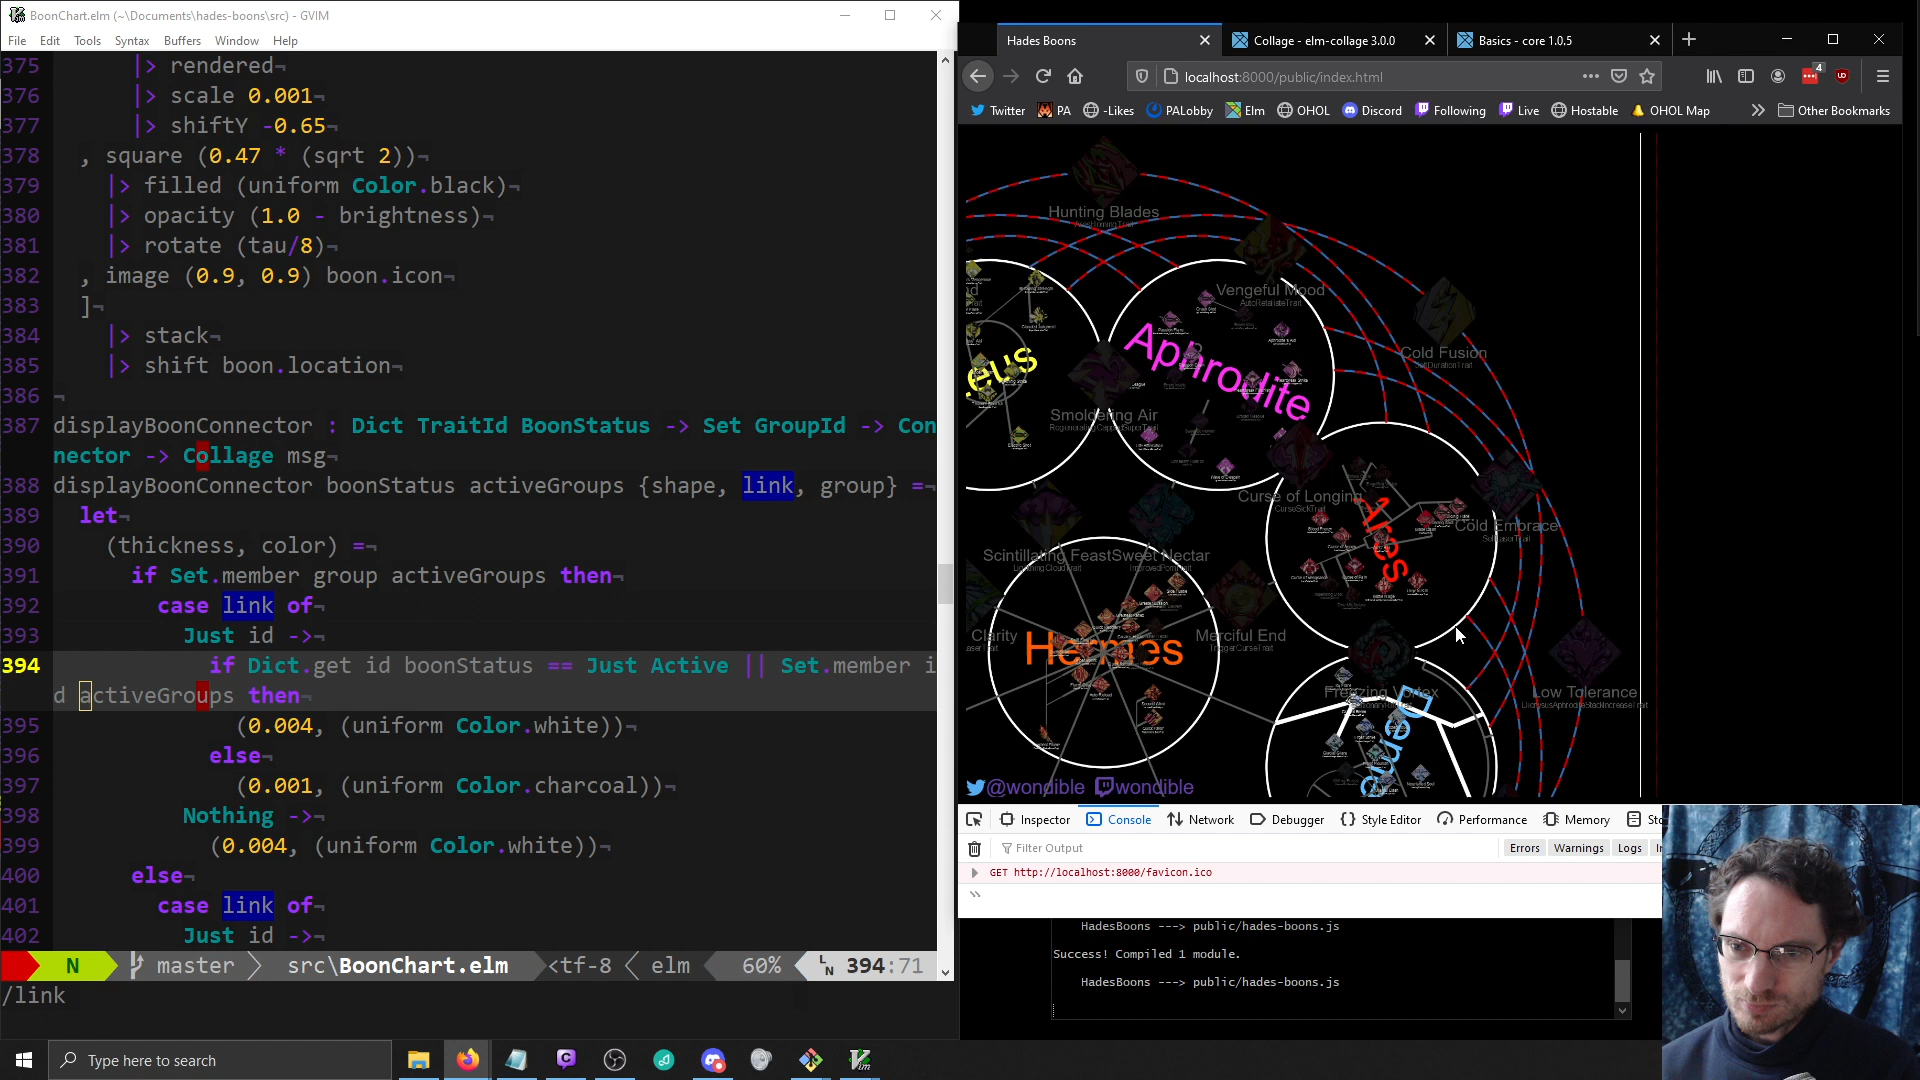 BoonChart.elm (~\Documents\hades-boons\src) - GVIM
File Edit Tools Syntax Buffers Window Help
375 |> rendered¬
376 |> scale 0.001¬
377 |> shiftY -0.65¬
378 , square (0.47 * (sqrt 2))¬
379 |> filled (uniform Color.black)¬
380 |> opacity (1.0 - brightness)¬
381 |> rotate (tau/8)¬
382 , image (0.9, 0.9) boon.icon¬
383 ]¬
384 |> stack¬
385 |> shift boon.location¬
386 ¬
387 displayBoonConnector : Dict TraitId BoonStatus -> Set GroupId -> Con
nector -> Collage msg¬
388 displayBoonConnector boonStatus activeGroups {shape, link, group} =¬
389 let¬
390 (thickness, color) =¬
391 if Set.member group activeGroups then¬
392 case link of¬
393 Just id ->¬
394 if Dict.get id boonStatus == Just Active || Set.member i
d activeGroups then¬
395 (0.004, (uniform Color.white))¬
396 else¬
397 (0.001, (uniform Color.charcoal))¬
398 Nothing ->¬
399 (0.004, (uniform Color.white))¬
400 else¬
401 case link of¬
402 Just id ->¬
N master src\BoonChart.elm <tf-8 elm 60% LN 394:71
/link
Hades Boons
Collage - elm-collage 3.0.0
Basics - core 1.0.5
localhost:8000/public/index.html
4
Twitter PA -Likes PALobby Elm OHOL Discord Following Live Hostable OHOL Map Other Bookmarks
Hunting Blades
Vengeful Mood
AutoRetaliateTrait
Cold Fusion
eus
Aphrodite
Smoldering Air
Curse of Longing
CurseSickTrait
Ares
Cold Embrace
Scintillating Feast
Sweet Nectar
Clarity
Hermes
Merciful End
TriggerCurseTrait
Freezing Vortex
Low Tolerance
Deme
@wondible wondible
Inspector Console Network Debugger Style Editor Performance Memory Sto
Filter Output
Errors Warnings Logs
GET http://localhost:8000/favicon.ico
HadesBoons ---> public/hades-boons.js
Success! Compiled 1 module.
HadesBoons ---> public/hades-boons.js
Type here to search